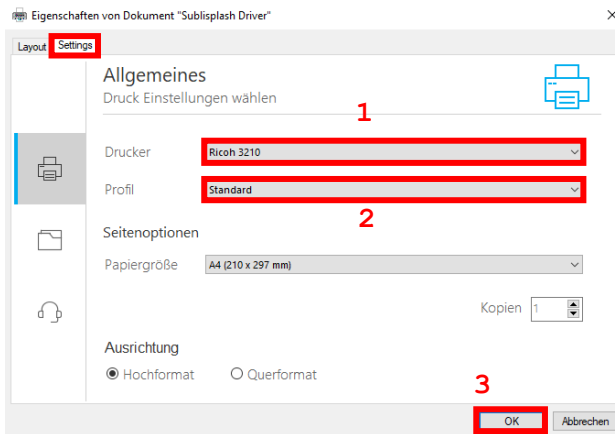 Eigenschaften von Dokument "Sublisplash Driver"
Layout Settings
Allgemeines
Druck Einstellungen wählen
1
Drucker Ricoh 3210
Profil Standard
2
Seitenoptionen
Papiergröße A4 (210 x 297 mm)
Kopien 1
Ausrichtung
Hochformat Querformat
3
OK Abbrechen